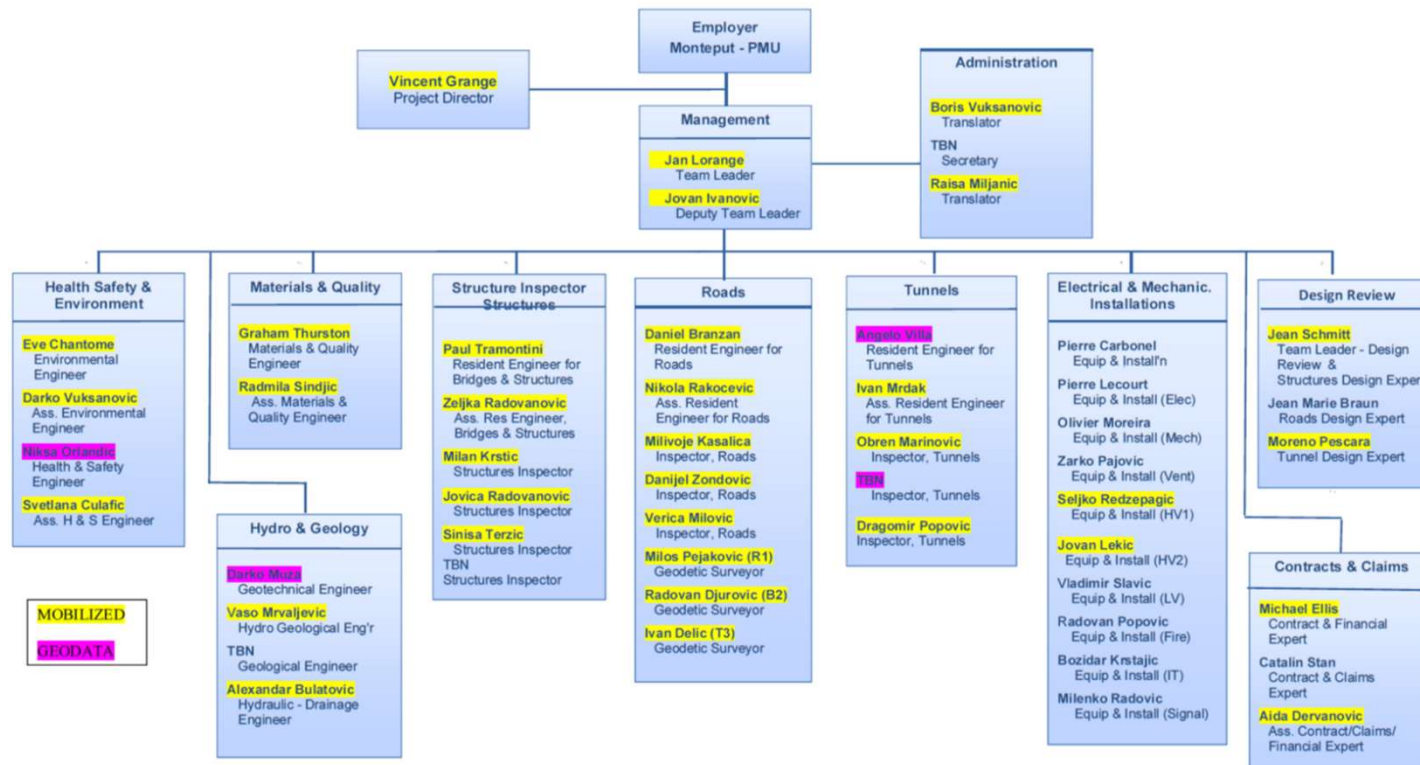 Employer
Monteput - PMU
Vincent Grange
Project Director
Administration
Boris Vuksanovic
Translator
TBN
Secretary
Raisa Miljanic
Translator
Management
Jan Lorange
Team Leader
Jovan Ivanovic
Deputy Team Leader
Health Safety &
Environment
Eve Chantome
Environmental
Engineer
Darko Vuksanovic
Ass. Environmental
Engineer
Niksa Orlandic
Health & Safety
Engineer
Svetlana Culafic
Ass. H & S Engineer
Materials & Quality
Graham Thurston
Materials & Quality
Engineer
Radmila Sindjic
Ass. Materials &
Quality Engineer
Structure Inspector
Structures
Paul Tramontini
Resident Engineer for
Bridges & Structures
Zeljka Radovanovic
Ass. Res Engineer,
Bridges & Structures
Milan Krstic
Structures Inspector
Jovica Radovanovic
Structures Inspector
Sinisa Terzic
Structures Inspector
TBN
Structures Inspector
Roads
Daniel Branzan
Resident Engineer for
Roads
Nikola Rakocevic
Ass. Resident
Engineer for Roads
Milivoje Kasalica
Inspector, Roads
Danijel Zondovic
Inspector, Roads
Verica Milovic
Inspector, Roads
Milos Pejakovic (R1)
Geodetic Surveyor
Radovan Djurovic (B2)
Geodetic Surveyor
Ivan Delic (T3)
Geodetic Surveyor
Tunnels
Angelo Villa
Resident Engineer for
Tunnels
Ivan Mrdak
Ass. Resident Engineer
for Tunnels
Obren Marinovic
Inspector, Tunnels
TBN
Inspector, Tunnels
Dragomir Popovic
Inspector, Tunnels
Electrical & Mechanic.
Installations
Pierre Carbonel
Equip & Install'n
Pierre Lecourt
Equip & Install (Elec)
Olivier Moreira
Equip & Install (Mech)
Zarko Pajovic
Equip & Install (Vent)
Seljko Redzepagic
Equip & Install (HV1)
Jovan Lekic
Equip & Install (HV2)
Vladimir Slavic
Equip & Install (LV)
Radovan Popovic
Equip & Install (Fire)
Bozidar Krstajic
Equip & Install (IT)
Milenko Radovic
Equip & Install (Signal)
Design Review
Jean Schmitt
Team Leader - Design
Review &
Structures Design Exper
Jean Marie Braun
Roads Design Expert
Moreno Pescara
Tunnel Design Expert
Hydro & Geology
Darko Muza
Geotechnical Engineer
Vaso Mrvaljevic
Hydro Geological Eng'r
TBN
Geological Engineer
Alexandar Bulatovic
Hydraulic - Drainage
Engineer
Contracts & Claims
Michael Ellis
Contract & Financial
Expert
Catalin Stan
Contract & Claims
Expert
Aida Dervanovic
Ass. Contract/Claims/
Financial Expert
MOBILIZED
GEODATA